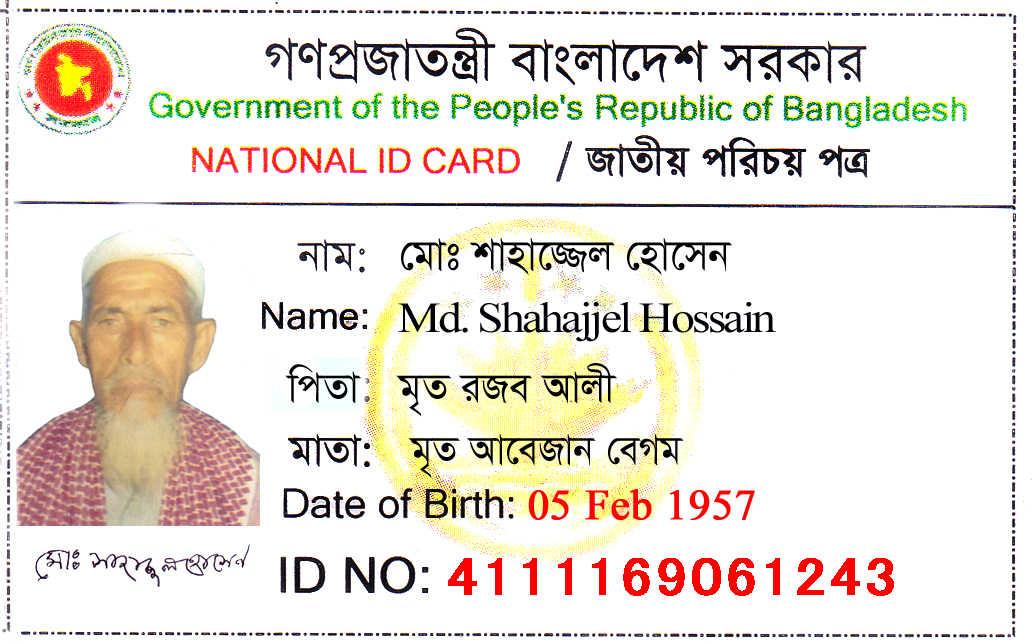 গণপ্রজাতন্ত্রী বাংলাদেশ সরকার
Government of the People's Republic of Bangladesh
NATIONAL ID CARD / জাতীয় পরিচয় পত্র
নাম: মোঃ শাহাজ্জেল হোসেন
Name: Md. Shahajjel Hossain
পিতা: মৃত রজব আলী
মাতা: মৃত আবেজান বেগম
Date of Birth: 05 Feb 1957
মোঃ
ID NO: 4111169061243